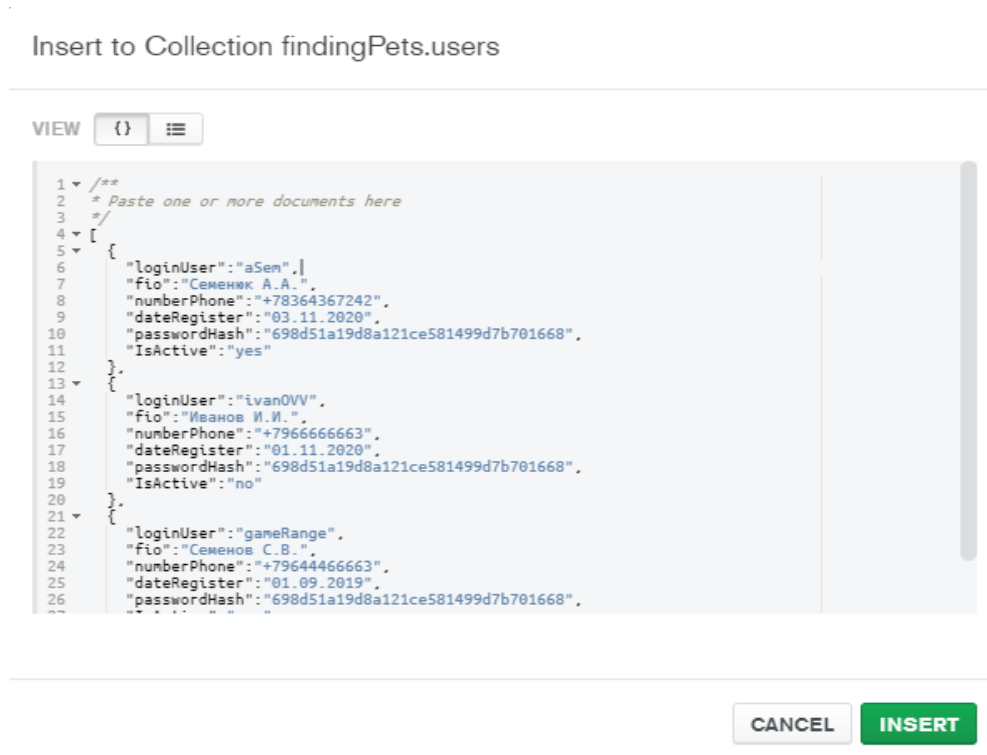 Insert to Collection findingPets.users
VIEW {}
1 /**
2 * Paste one or more documents here
3 */
4 [
5 {
6 "loginUser":"aSem",
7 "fio":"Семенюк А.А.",
8 "numberPhone":"+78364367242",
9 "dateRegister":"03.11.2020",
10 "passwordHash":"698d51a19d8a121ce581499d7b701668",
11 "IsActive":"yes"
12 },
13 {
14 "loginUser":"ivanOVV",
15 "fio":"Иванов И.И.",
16 "numberPhone":"+7966666663",
17 "dateRegister":"01.11.2020",
18 "passwordHash":"698d51a19d8a121ce581499d7b701668",
19 "IsActive":"no"
20 },
21 {
22 "loginUser":"gameRange",
23 "fio":"Семенов С.В.",
24 "numberPhone":"+79644466663",
25 "dateRegister":"01.09.2019",
26 "passwordHash":"698d51a19d8a121ce581499d7b701668",
CANCEL INSERT